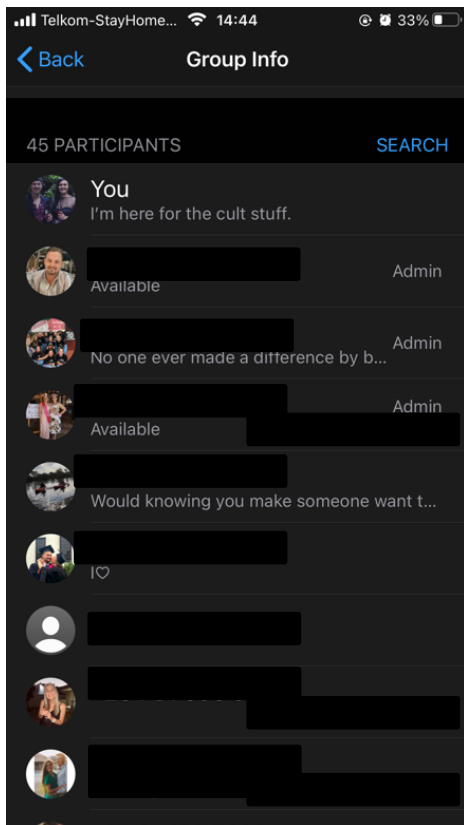 Telkom-StayHome... 14:44 33%
Back Group Info
45 PARTICIPANTS SEARCH
You
I'm here for the cult stuff.
Admin
Available
Admin
No one ever made a difference by b...
Admin
Available
Would knowing you make someone want t...
I♡